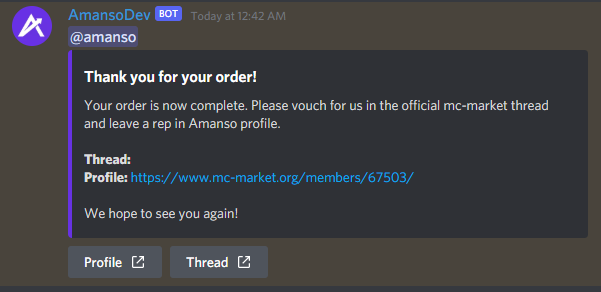 AmansoDev BOT Today at 12:42 AM
@amanso
Thank you for your order!
Your order is now complete. Please vouch for us in the official mc-market thread
and leave a rep in Amanso profile.
Thread:
Profile: https://www.mc-market.org/members/67503/
We hope to see you again!
Profile Thread